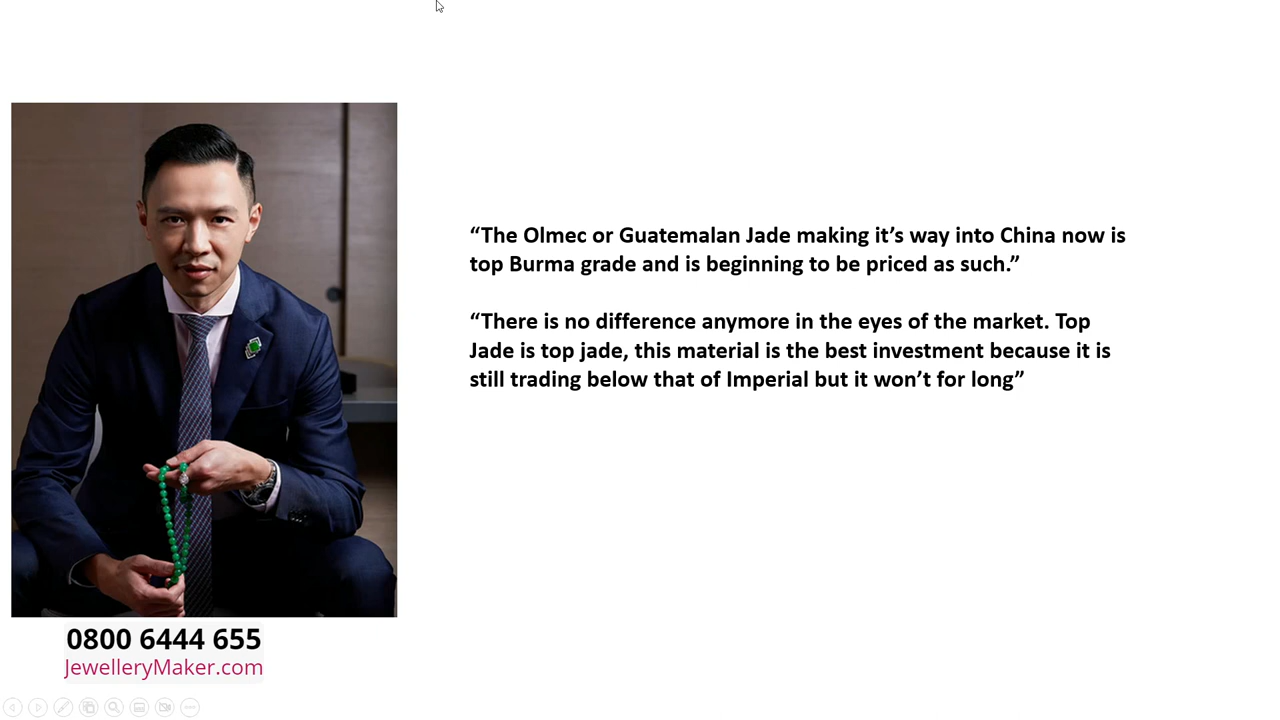 “The Olmec or Guatemalan Jade making it’s way into China now is
top Burma grade and is beginning to be priced as such.”
“There is no difference anymore in the eyes of the market. Top
Jade is top jade, this material is the best investment because it is
still trading below that of Imperial but it won’t for long”
0800 6444 655
JewelleryMaker.com